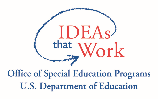 IDEAs
that Work
Office of Special Education Programs
U.S. Department of Education